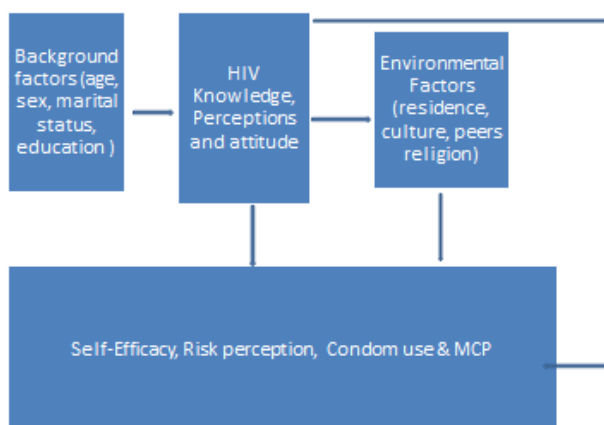 Background
factors (age,
sex, marital
status,
education )
HIV
Knowledge,
Perceptions
and attitude
Environmental
Factors
(residence,
culture, peers
religion)
Self-Efficacy, Risk perception, Condom use & MCP